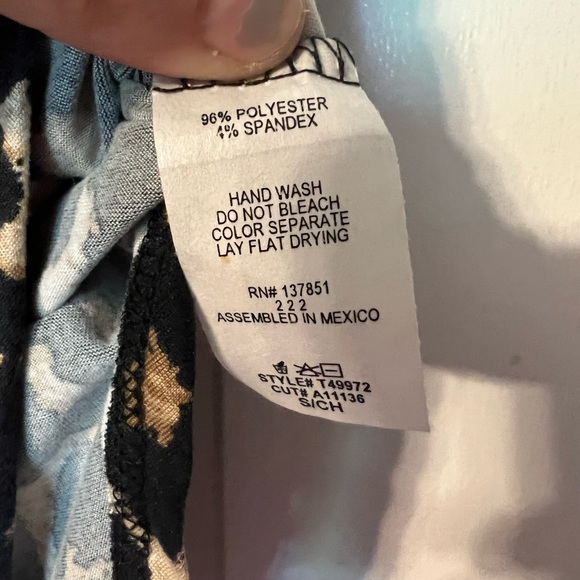 96% POLYESTER
4% SPANDEX
HAND WASH
DO NOT BLEACH
COLOR SEPARATE
LAY FLAT DRYING
RN# 137851
2 2 2
ASSEMBLED IN MEXICO
STYLE# T49972
CUT# A11136
S/CH